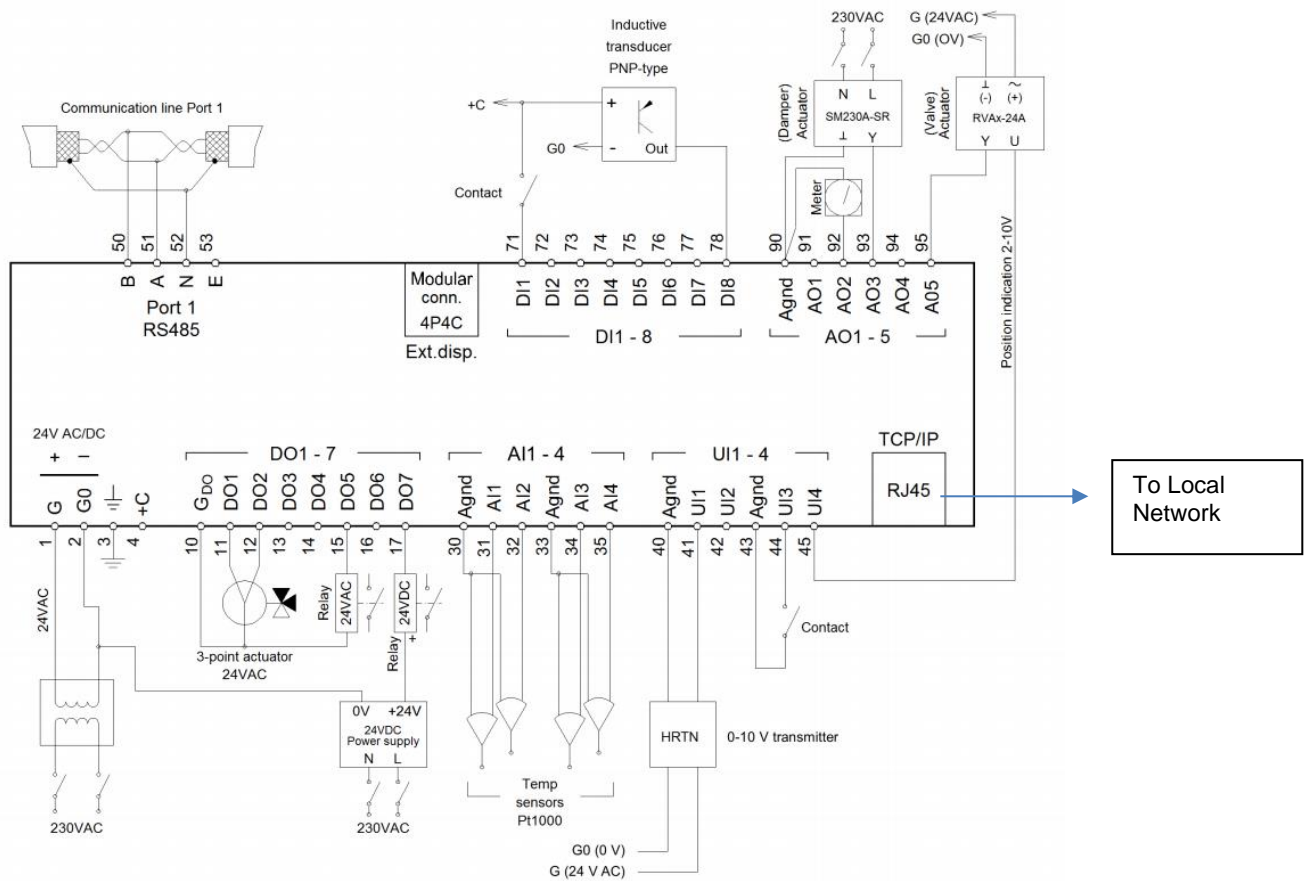 230VAC
G (24VAC)
G0 (OV)
Inductive
transducer
PNP-type
N L
SM230A-SR
⊥ Y
(Damper)
Actuator
⊥ ~
(-) (+)
RVAx-24A
Y U
(Valve)
Actuator
Communication line Port 1
+C
+
-
Out
G0
Contact
Meter
Position indication 2-10V
50 51 52 53
71 72 73 74 75 76 77 78
90 91 92 93 94 95
B A N E
Port 1
RS485
Modular
conn.
4P4C
Ext.disp.
DI1 DI2 DI3 DI4 DI5 DI6 DI7 DI8
DI1 - 8
Agnd AO1 AO2 AO3 AO4 A05
AO1 - 5
24V AC/DC
+ −
G G0 +C
DO1 - 7
GDO DO1 DO2 DO3 DO4 DO5 DO6 DO7
AI1 - 4
Agnd AI1 AI2 Agnd AI3 AI4
UI1 - 4
Agnd UI1 UI2 Agnd UI3 UI4
TCP/IP
RJ45
To Local
Network
1 2 3 4
10 11 12 13 14 15 16 17
30 31 32 33 34 35
40 41 42 43 44 45
24VAC
3-point actuator
24VAC
Relay
24VAC
Relay
24VDC
+
0V +24V
24VDC
Power supply
N L
230VAC
230VAC
Temp
sensors
Pt1000
Contact
HRTN
0-10 V transmitter
G0 (0 V)
G (24 V AC)